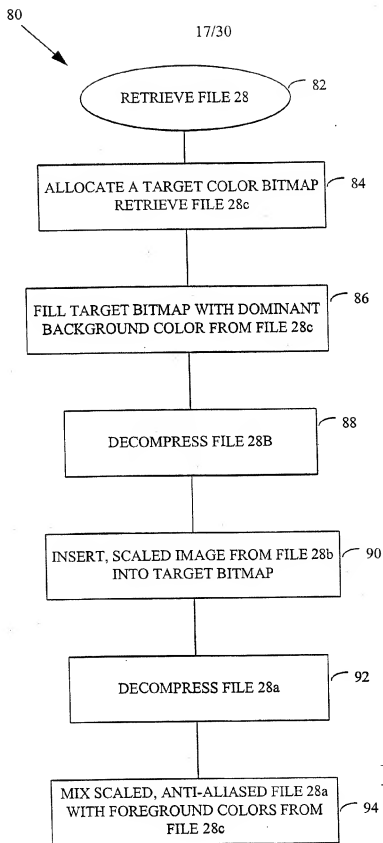 80
17/30
RETRIEVE FILE 28
82
ALLOCATE A TARGET COLOR BITMAP
RETRIEVE FILE 28c
84
FILL TARGET BITMAP WITH DOMINANT
BACKGROUND COLOR FROM FILE 28c
86
DECOMPRESS FILE 28B
88
INSERT, SCALED IMAGE FROM FILE 28b
INTO TARGET BITMAP
90
DECOMPRESS FILE 28a
92
MIX SCALED, ANTI-ALIASED FILE 28a
WITH FOREGROUND COLORS FROM
FILE 28c
94